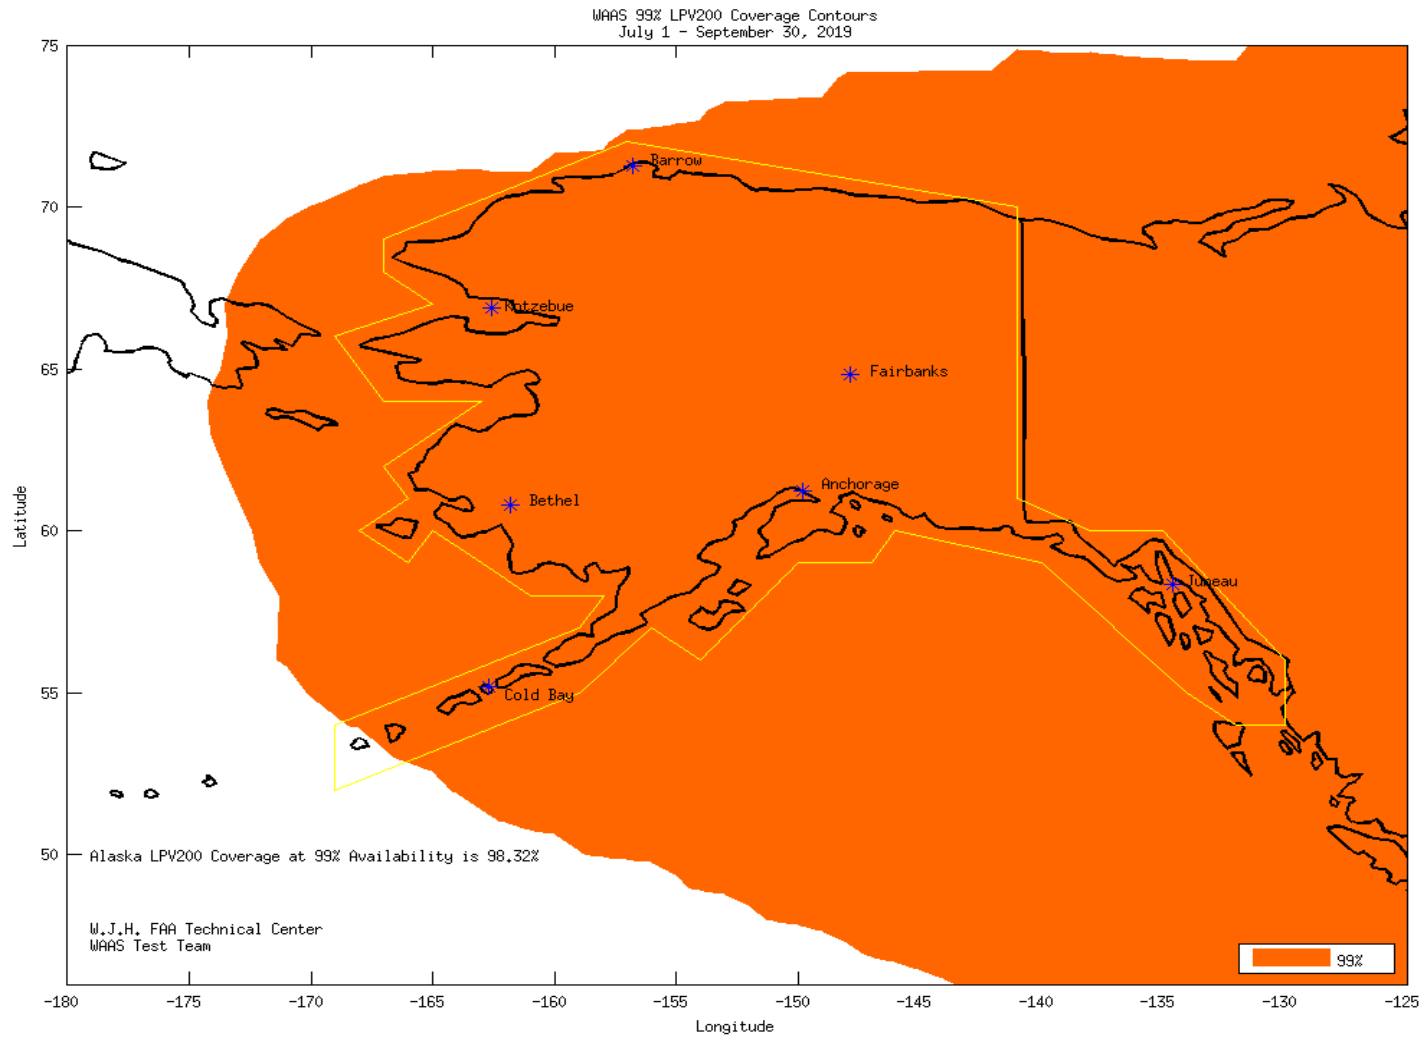 WAAS 99% LPV200 Coverage Contours
July 1 - September 30, 2019
75
70
65
60
55
50
Latitude
Barrow
Kotzebue
Fairbanks
Anchorage
Bethel
Juneau
Cold Bay
Alaska LPV200 Coverage at 99% Availability is 98.32%
W.J.H. FAA Technical Center
WAAS Test Team
99%
-180 -175 -170 -165 -160 -155 -150 -145 -140 -135 -130 -125
Longitude